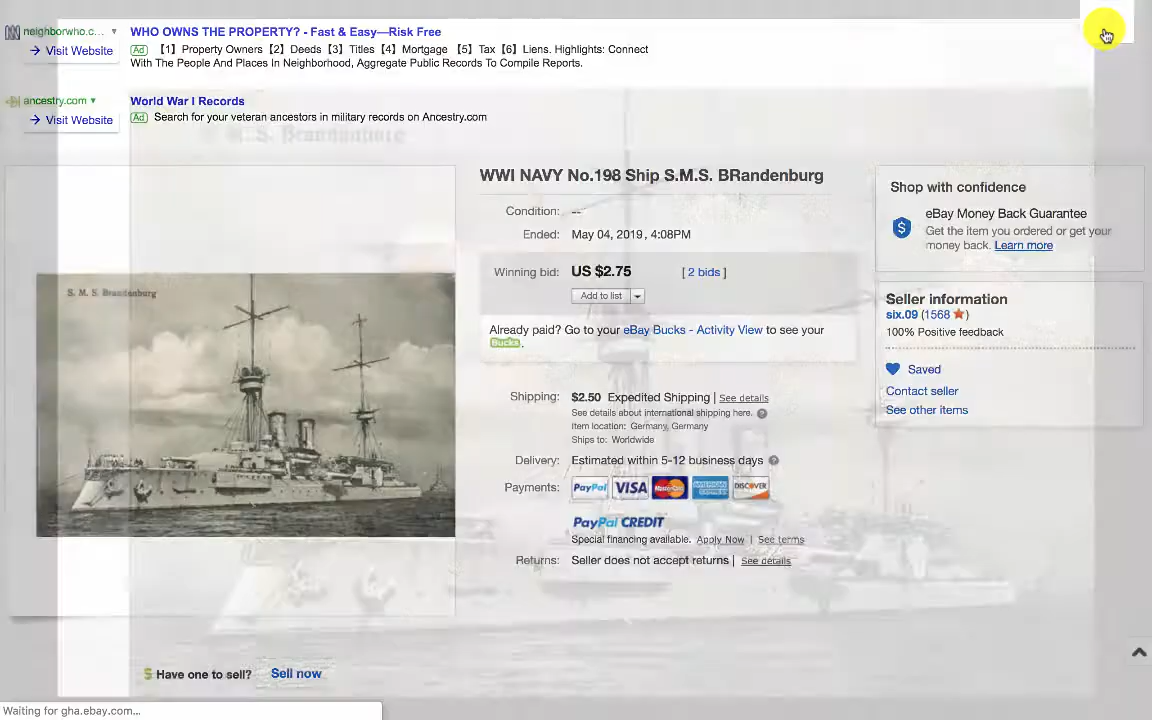 neighborwho.c... ▾
→ Visit Website
WHO OWNS THE PROPERTY? - Fast & Easy—Risk Free
Ad 【1】 Property Owners 【2】 Deeds 【3】 Titles 【4】 Mortgage 【5】 Tax 【6】 Liens. Highlights: Connect
With The People And Places In Neighborhood, Aggregate Public Records To Compile Reports.
ancestry.com ▾
→ Visit Website
World War I Records
Ad Search for your veteran ancestors in military records on Ancestry.com
M. S. Brandenburg
S. M. S. Brandenburg
WWI NAVY No.198 Ship S.M.S. BRandenburg
Condition: --
Ended: May 04, 2019, 4:08PM
Winning bid: US $2.75 [ 2 bids ]
Add to list
Already paid? Go to your eBay Bucks - Activity View to see your
Bucks.
Shipping: $2.50 Expedited Shipping | See details
See details about international shipping here.
Item location: Germany, Germany
Ships to: Worldwide
Delivery: Estimated within 5-12 business days
Payments: PayPal VISA MasterCard AMERICAN EXPRESS DISCOVER
PayPal CREDIT
Special financing available. Apply Now | See terms
Returns: Seller does not accept returns | See details
Shop with confidence
eBay Money Back Guarantee
Get the item you ordered or get your
money back. Learn more
Seller information
six.09 (1568 ★)
100% Positive feedback
Saved
Contact seller
See other items
Have one to sell? Sell now
Waiting for gha.ebay.com...